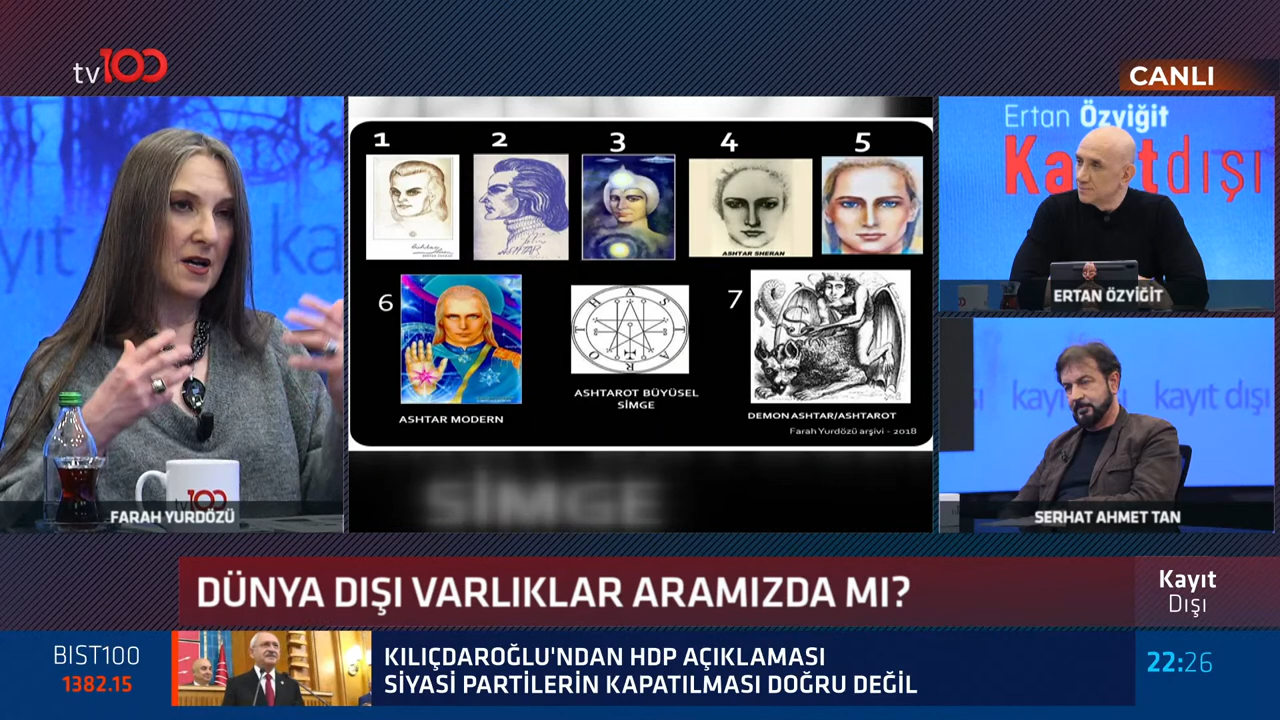 tv100
CANLI
Ertan Özyiğit
Kayıtdışı
1 2 3 4 5
ASHTAR
ASHTAR SHERAN
6
7
ASHTAR MODERN
ASHTAROT BÜYÜSEL
SİMGE
DEMON ASHTAR/ASHTAROT
Farah Yurdözü arşivi - 2018
SİMGE
kayıt dışı
tv100
FARAH YURDÖZÜ
ERTAN ÖZYİĞİT
SERHAT AHMET TAN
DÜNYA DIŞI VARLIKLAR ARAMIZDA MI?
Kayıt
Dışı
BIST100
1382.15
KILIÇDAROĞLU'NDAN HDP AÇIKLAMASI
SİYASİ PARTİLERİN KAPATILMASI DOĞRU DEĞİL
22:26